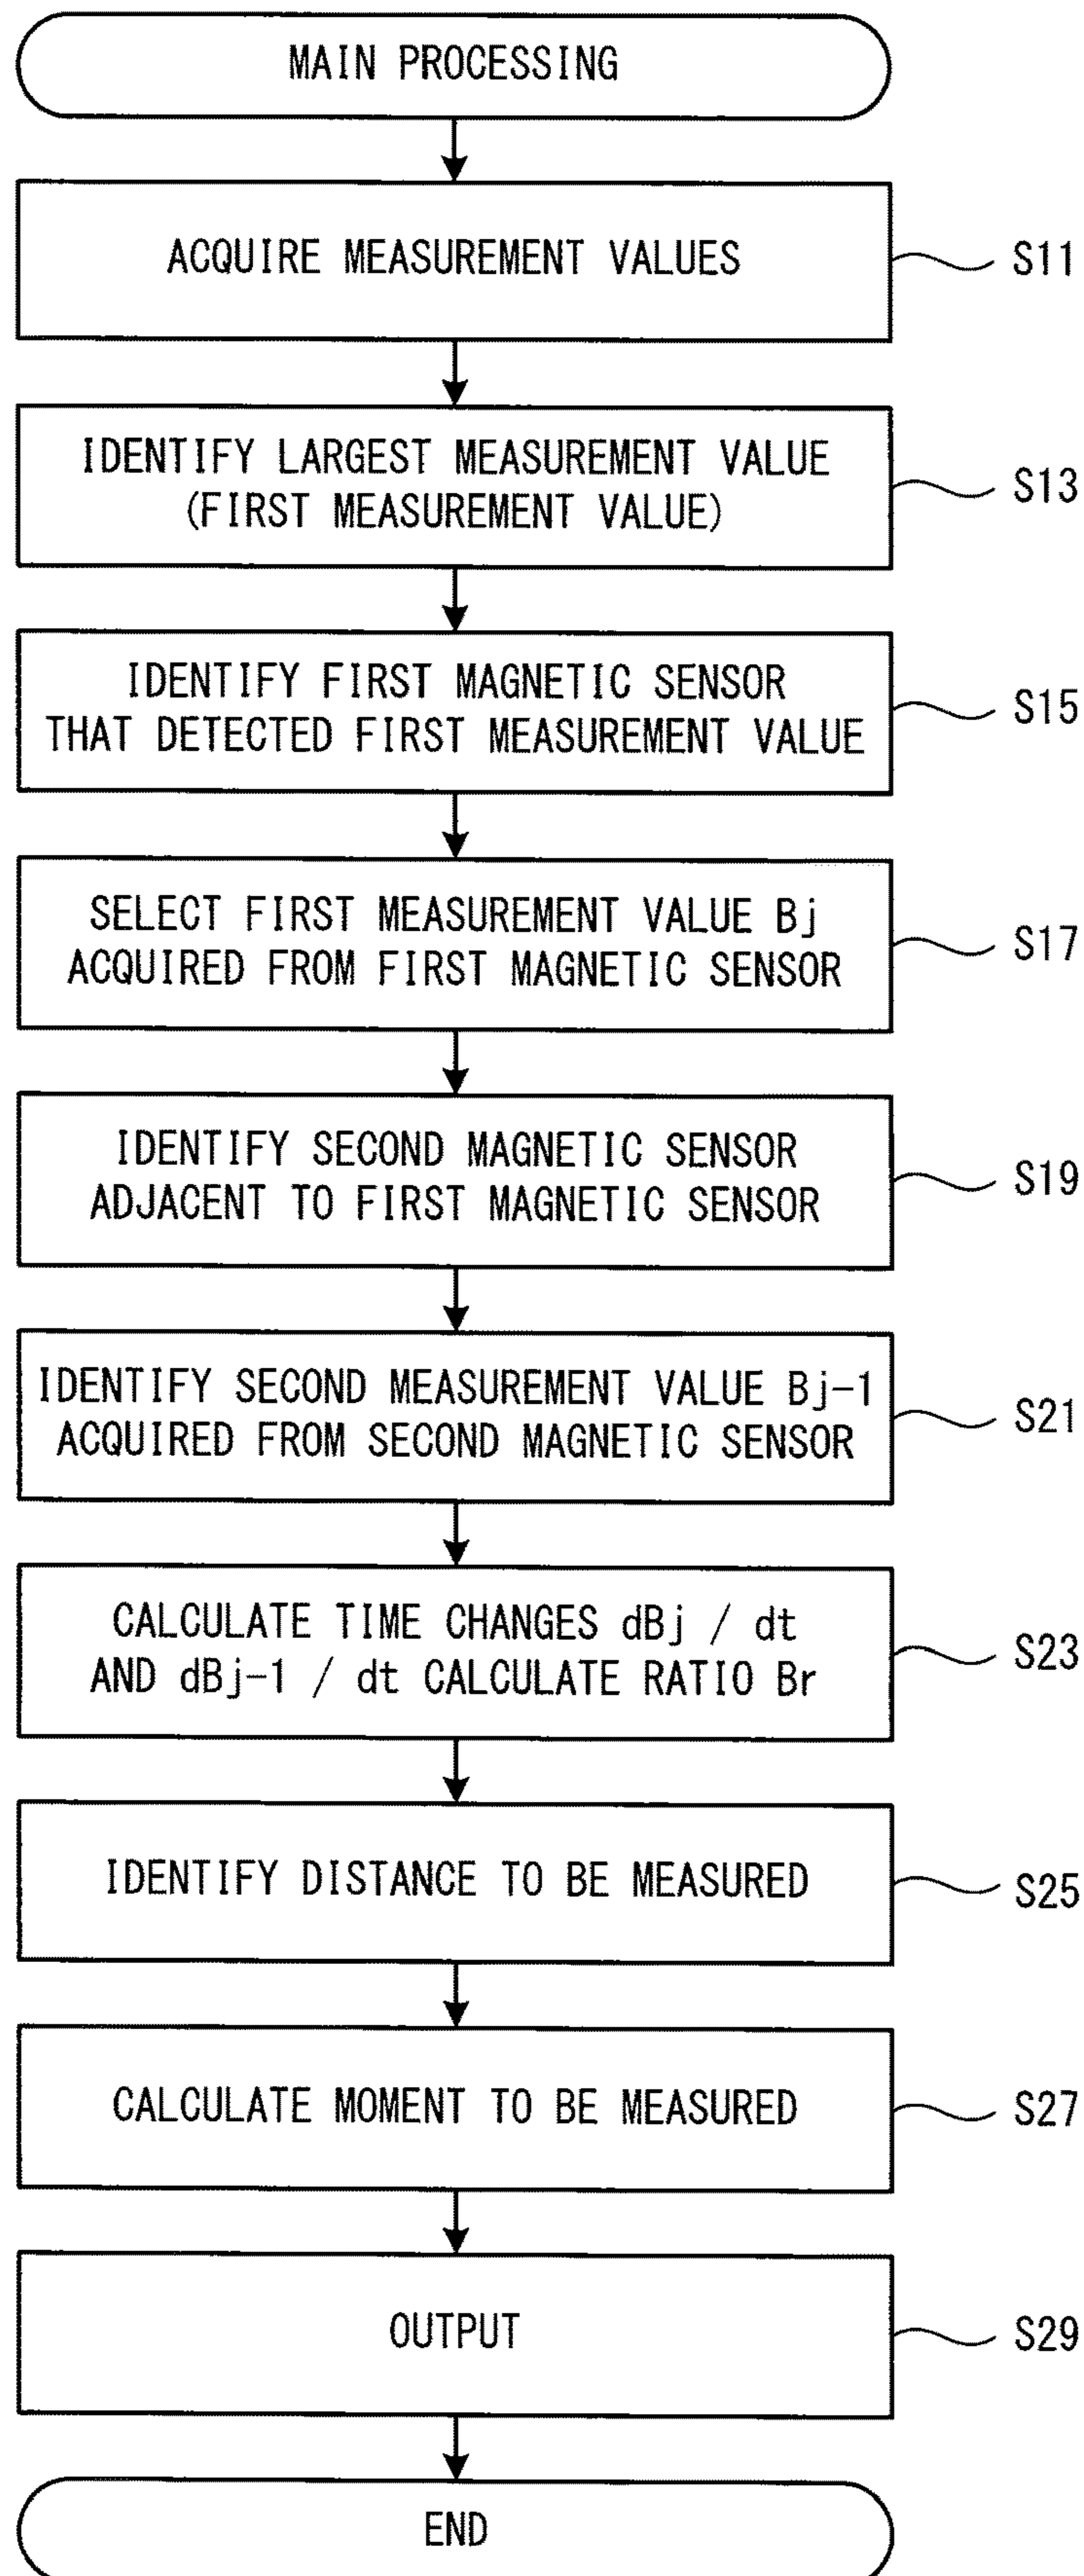 MAIN PROCESSING
ACQUIRE MEASUREMENT VALUES
S11
IDENTIFY LARGEST MEASUREMENT VALUE
(FIRST MEASUREMENT VALUE)
S13
IDENTIFY FIRST MAGNETIC SENSOR
THAT DETECTED FIRST MEASUREMENT VALUE
S15
SELECT FIRST MEASUREMENT VALUE Bj
ACQUIRED FROM FIRST MAGNETIC SENSOR
S17
IDENTIFY SECOND MAGNETIC SENSOR
ADJACENT TO FIRST MAGNETIC SENSOR
S19
IDENTIFY SECOND MEASUREMENT VALUE Bj-1
ACQUIRED FROM SECOND MAGNETIC SENSOR
S21
CALCULATE TIME CHANGES dBj / dt
AND dBj-1 / dt CALCULATE RATIO Br
S23
IDENTIFY DISTANCE TO BE MEASURED
S25
CALCULATE MOMENT TO BE MEASURED
S27
OUTPUT
S29
END